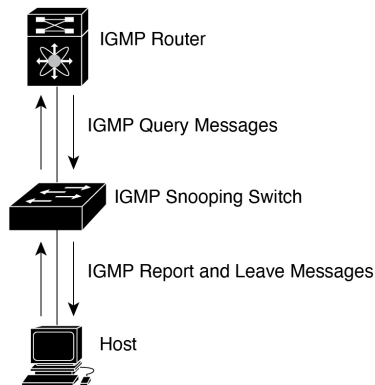 IGMP Router
IGMP Query Messages
IGMP Snooping Switch
IGMP Report and Leave Messages
Host